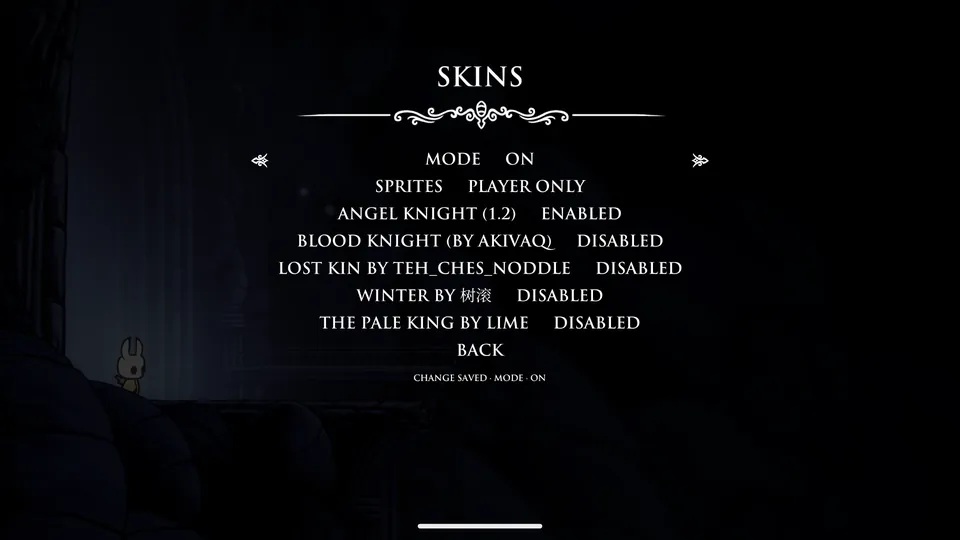 SKINS
MODE ON
SPRITES PLAYER ONLY
ANGEL KNIGHT (1.2) ENABLED
BLOOD KNIGHT (BY AKIVAQ) DISABLED
LOST KIN BY TEH_CHES_NODDLE DISABLED
WINTER BY 树滚 DISABLED
THE PALE KING BY LIME DISABLED
BACK
CHANGE SAVED · MODE · ON